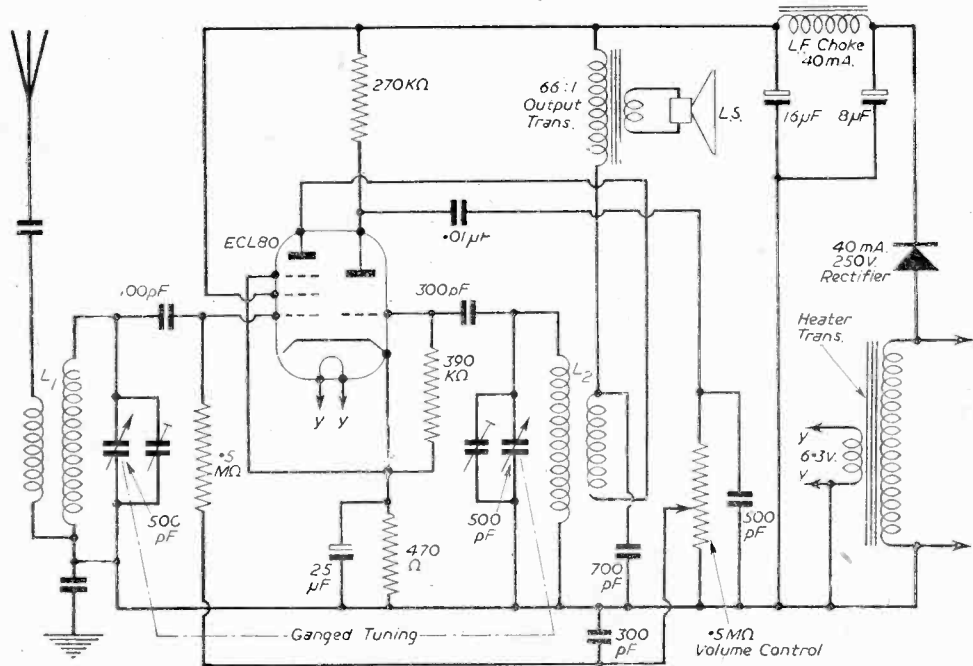 270KΩ
66:1
Output
Trans.
L.S.
L.F. Choke
40mA.
16μF
8μF
ECL80
·01μF
40mA.
250v.
Rectifier
100pF
300pF
Heater
Trans.
L1
L2
390
KΩ
y
y
y
6·3v.
y
·5
MΩ
500
pF
500
pF
500
pF
25
μF
470
Ω
700
pF
Ganged Tuning
300
pF
·5MΩ
Volume Control